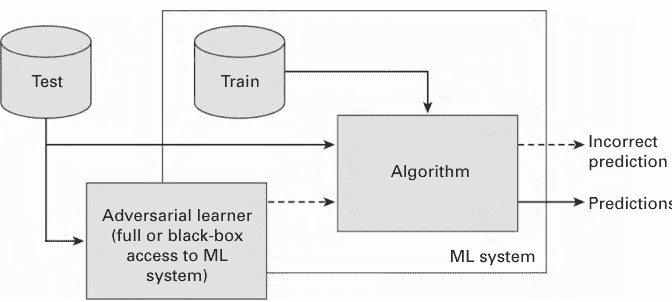 Test
Train
Algorithm
Incorrect
prediction
Predictions
Adversarial learner
(full or black-box
access to ML
system)
ML system